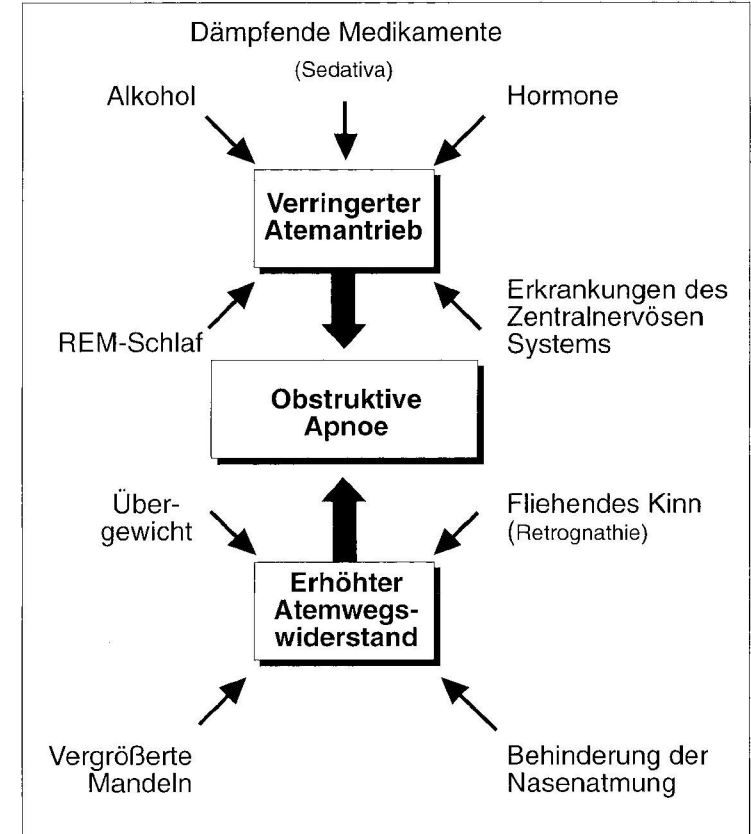 Dämpfende Medikamente
(Sedativa)
Alkohol
Hormone
Verringerter
Atemantrieb
REM-Schlaf
Erkrankungen des
Zentralnervösen
Systems
Obstruktive
Apnoe
Über-
gewicht
Fliehendes Kinn
(Retrognathie)
Erhöhter
Atemwegs-
widerstand
Vergrößerte
Mandeln
Behinderung der
Nasenatmung